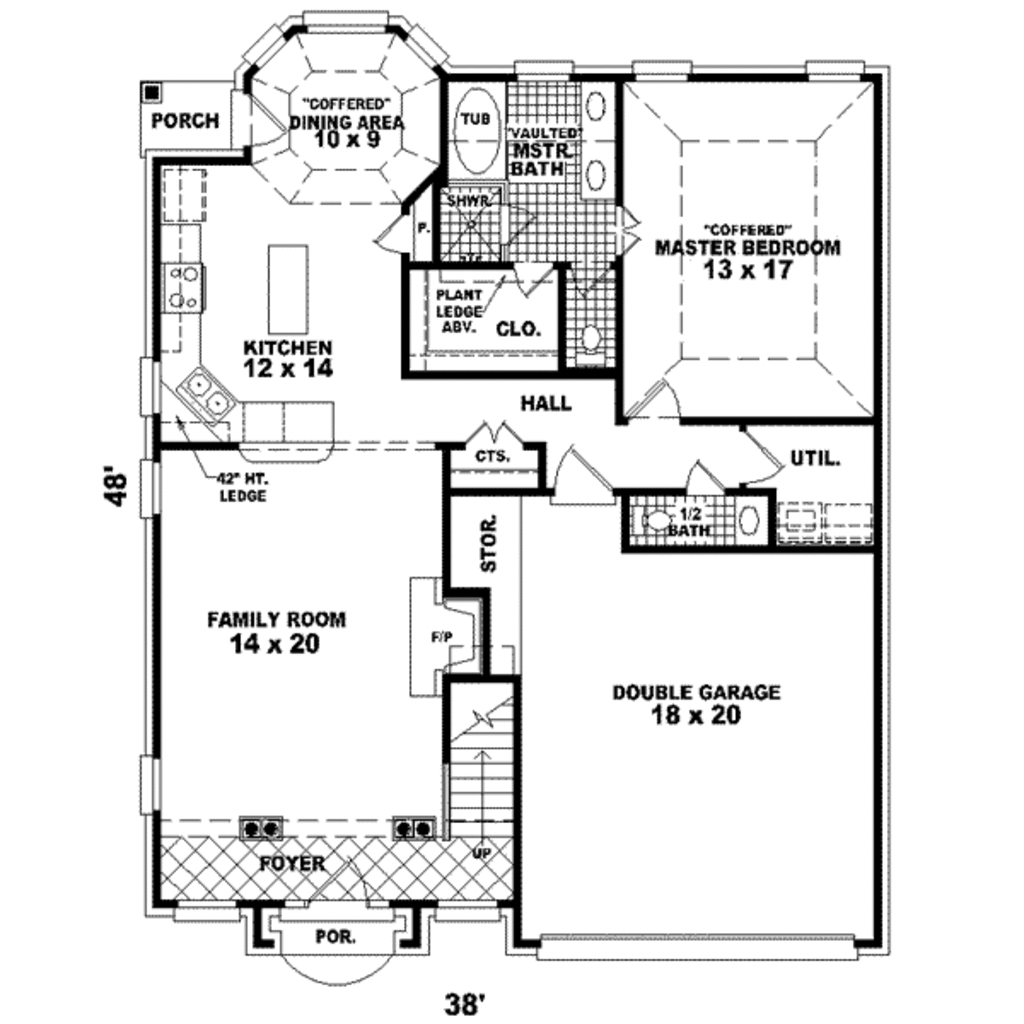 "COFFERED"
DINING AREA
10 x 9
PORCH
TUB
"VAULTED"
MSTR.
BATH
SHWR.
P.
"COFFERED"
MASTER BEDROOM
13 x 17
PLANT
LEDGE
ABV.
CLO.
KITCHEN
12 x 14
HALL
CTS.
UTIL.
42" HT.
LEDGE
48'
1/2
BATH
STOR.
FAMILY ROOM
14 x 20
F/P
DOUBLE GARAGE
18 x 20
UP
FOYER
POR.
38'